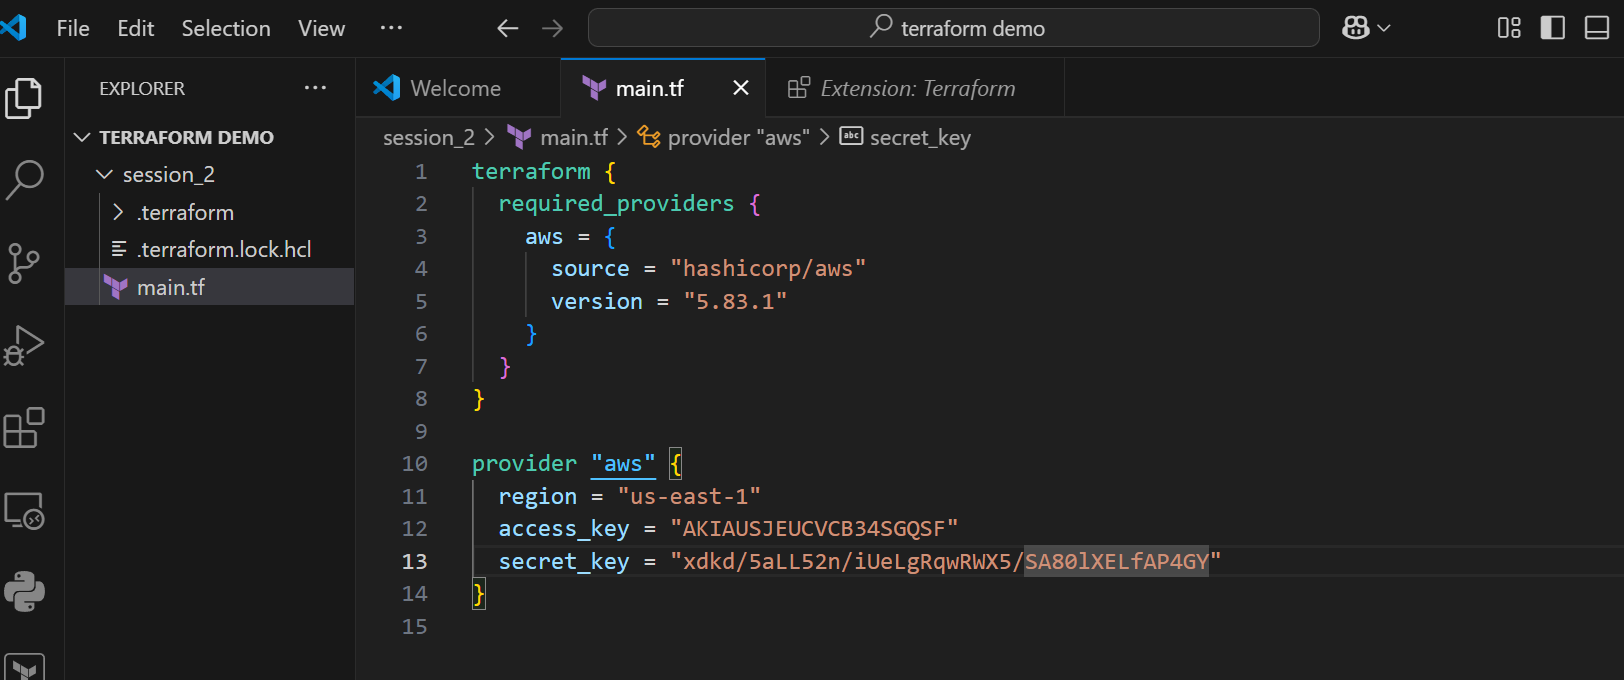 File Edit Selection View ···
terraform demo
EXPLORER ···
TERRAFORM DEMO
session_2
.terraform
.terraform.lock.hcl
main.tf
Welcome
main.tf
Extension: Terraform
session_2 > main.tf > provider "aws" > abc secret_key
1 terraform {
2 required_providers {
3 aws = {
4 source = "hashicorp/aws"
5 version = "5.83.1"
6 }
7 }
8 }
9
10 provider "aws" {
11 region = "us-east-1"
12 access_key = "AKIAUSJEUCVCB34SGQSF"
13 secret_key = "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"
14 }
15